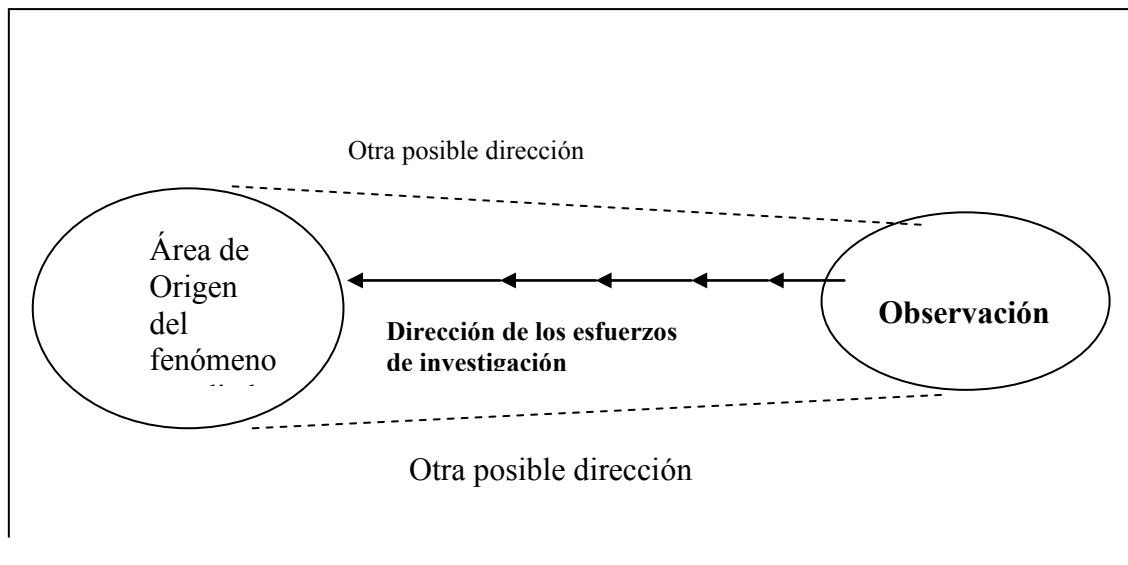 Otra posible dirección
Área de
Origen
del
fenómeno
Dirección de los esfuerzos
de investigación
Observación
Otra posible dirección